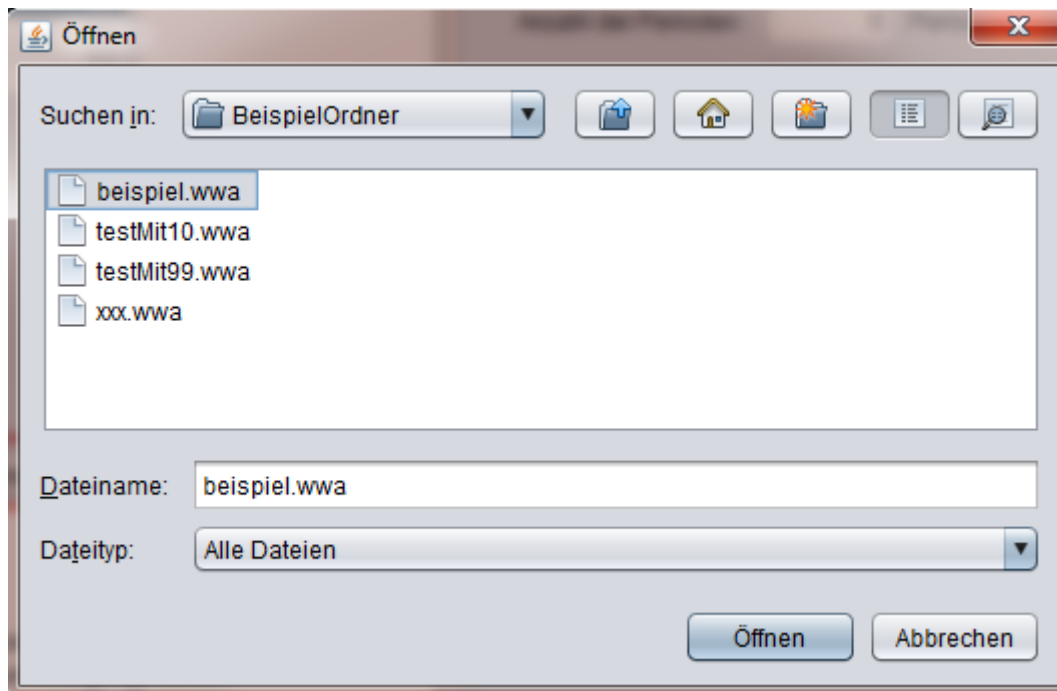 Öffnen
Suchen in: BeispielOrdner
beispiel.wwa
testMit10.wwa
testMit99.wwa
xxx.wwa
Dateiname: beispiel.wwa
Dateityp: Alle Dateien
Öffnen Abbrechen